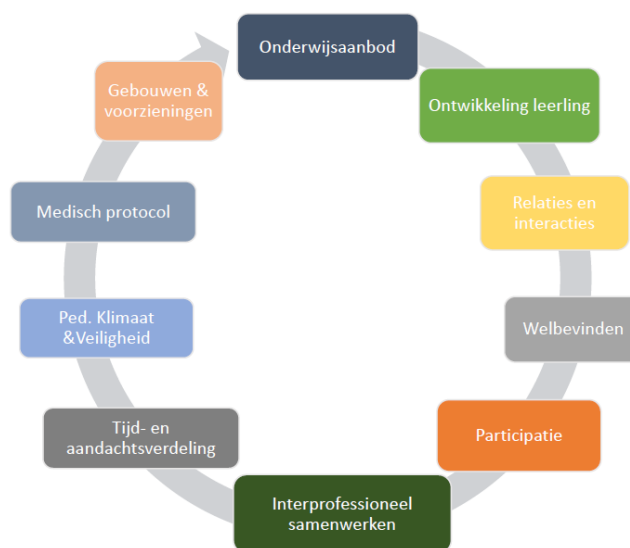 Onderwijsaanbod
Ontwikkeling leerling
Relaties en
interacties
Welbevinden
Participatie
Interprofessioneel
samenwerken
Tijd- en
aandachtsverdeling
Ped. Klimaat
&Veiligheid
Medisch protocol
Gebouwen &
voorzieningen